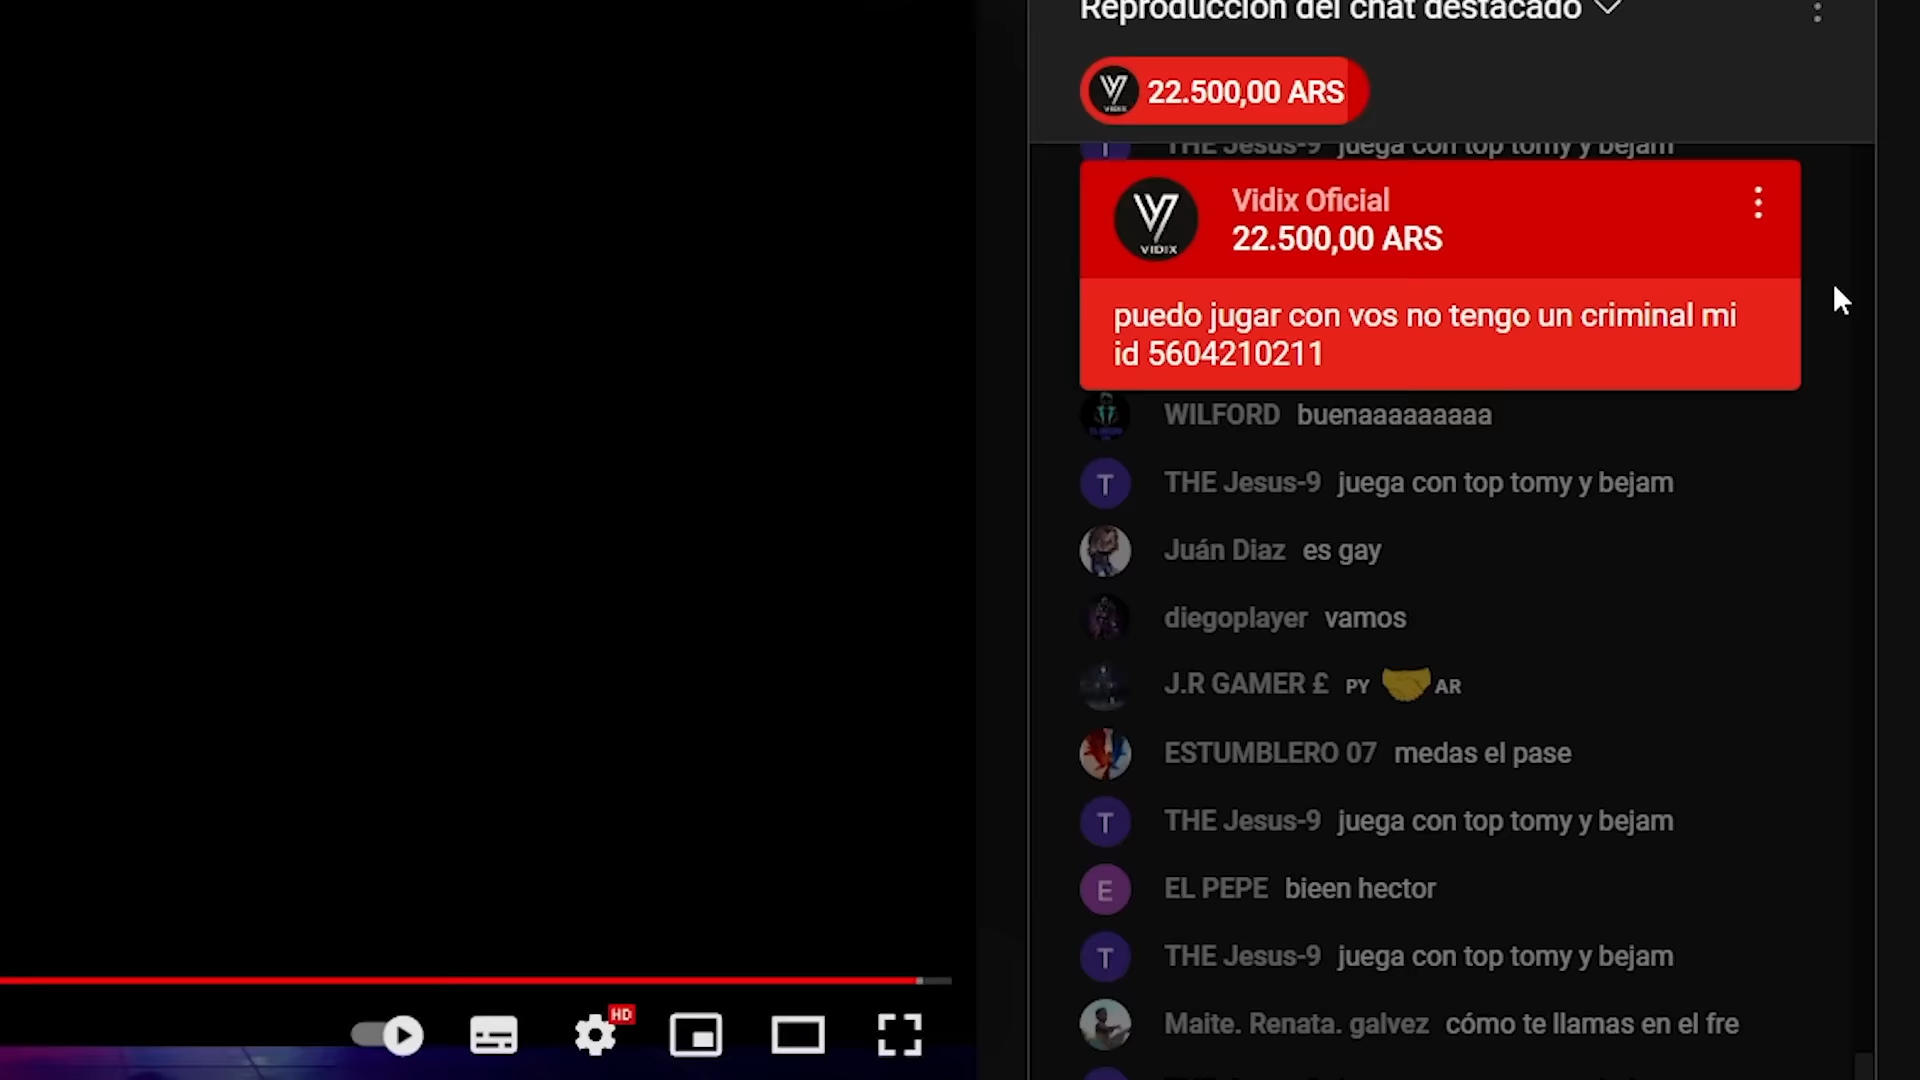 Reproducción del chat destacado
VIDIX 22.500,00 ARS
T THE Jesus-9 juega con top tomy y bejam
Vidix Oficial
22.500,00 ARS
VIDIX
puedo jugar con vos no tengo un criminal mi
id 5604210211
WILFORD buenaaaaaaaaa
T THE Jesus-9 juega con top tomy y bejam
Juán Diaz es gay
diegoplayer vamos
J.R GAMER £ PY AR
ESTUMBLERO 07 medas el pase
T THE Jesus-9 juega con top tomy y bejam
E EL PEPE bieen hector
T THE Jesus-9 juega con top tomy y bejam
Maite. Renata. galvez cómo te llamas en el fre
HD